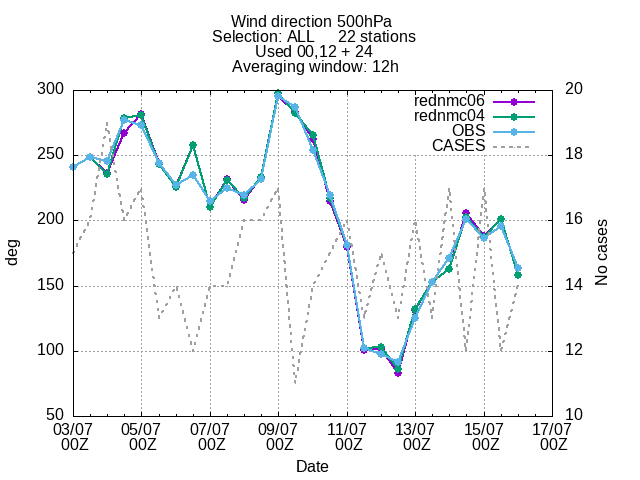 Wind direction 500hPa
Selection: ALL 22 stations
Used 00,12 + 24
Averaging window: 12h
300
250
200
150
100
50
deg
20
18
16
14
12
10
No cases
rednmc06
rednmc04
OBS
CASES
03/07 05/07 07/07 09/07 11/07 13/07 15/07 17/07
00Z 00Z 00Z 00Z 00Z 00Z 00Z 00Z
Date